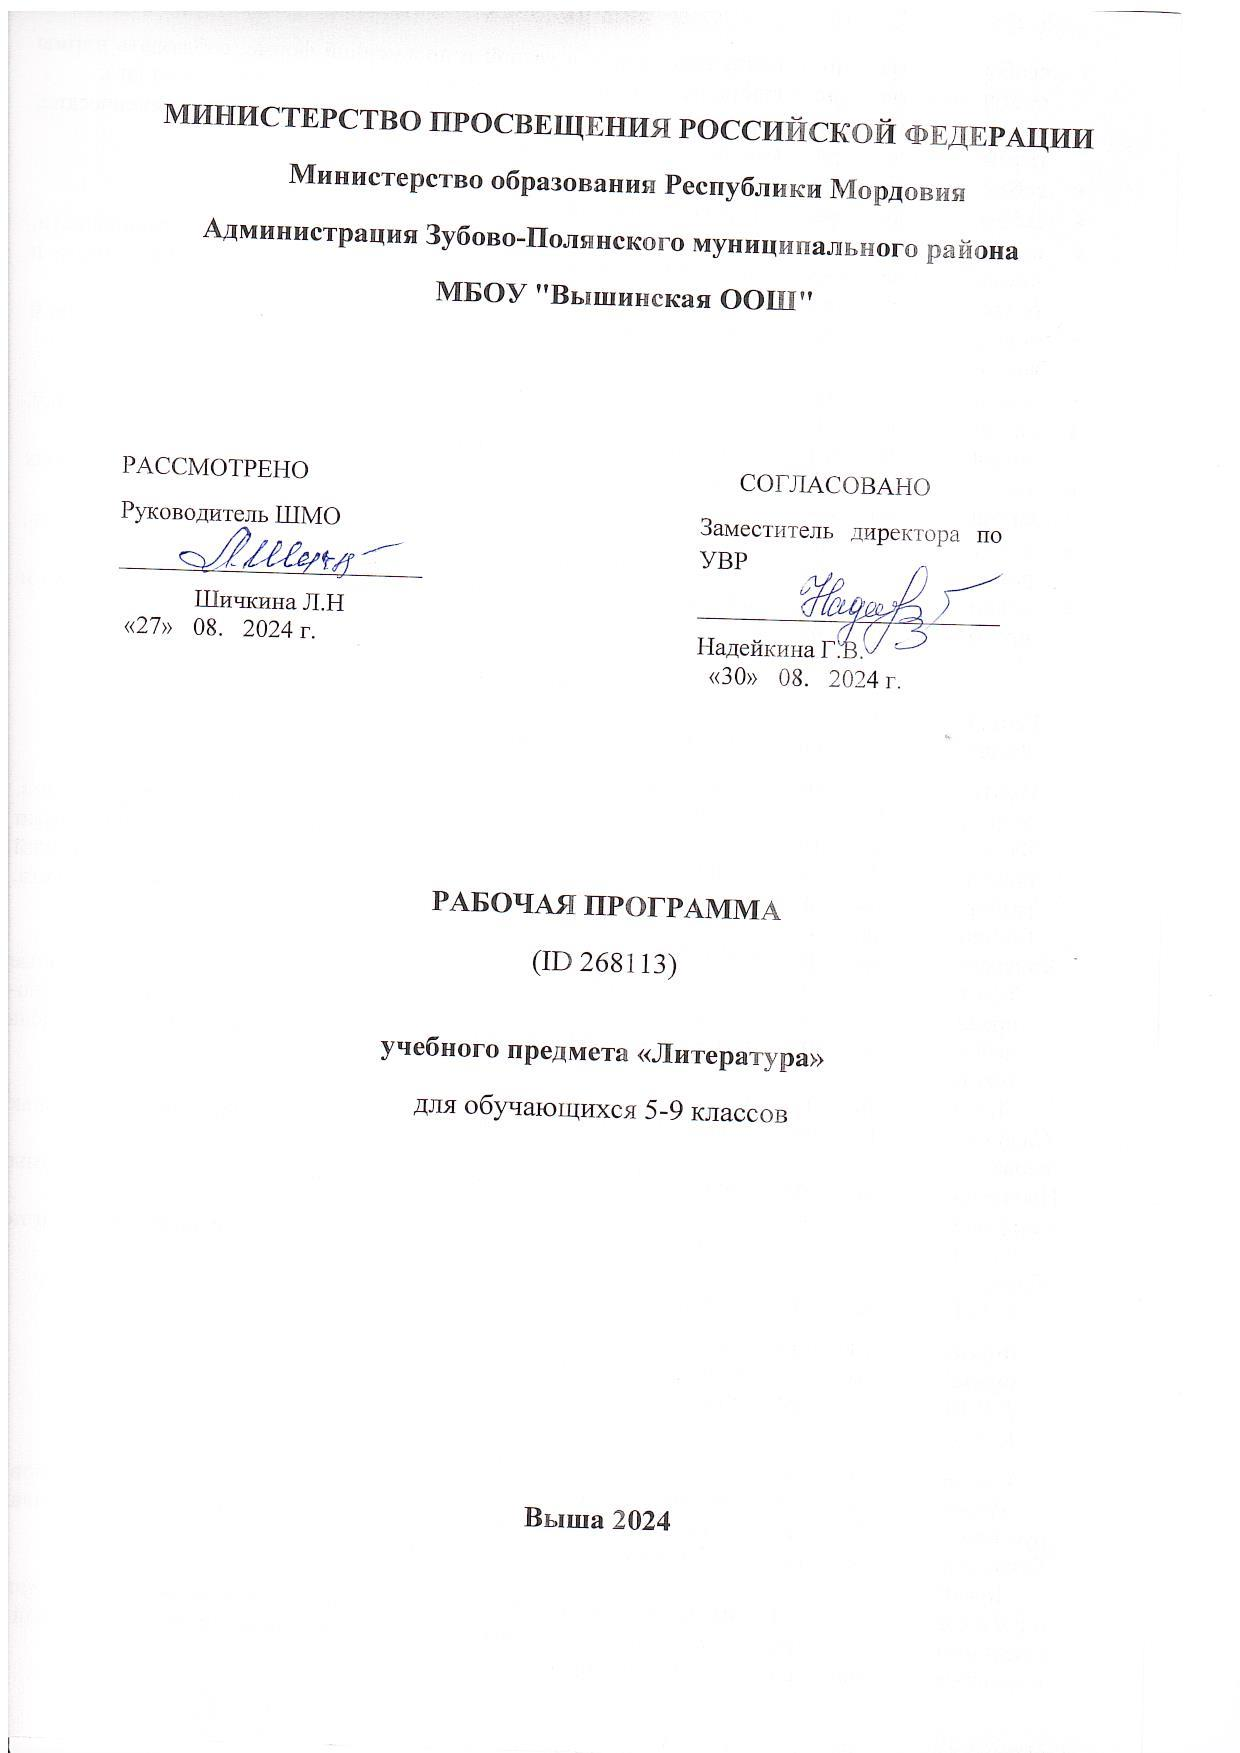 МИНИСТЕРСТВО ПРОСВЕЩЕНИЯ РОССИЙСКОЙ ФЕДЕРАЦИИ
Министерство образования Республики Мордовия
Администрация Зубово-Полянского муниципального района
МБОУ "Вышинская ООШ"
РАССМОТРЕНО
Руководитель ШМО
Шичкина Л.Н
«27» 08. 2024 г.
СОГЛАСОВАНО
Заместитель директора по
УВР
Надейкина Г.В.
«30» 08. 2024 г.
РАБОЧАЯ ПРОГРАММА
(ID 268113)
учебного предмета «Литература»
для обучающихся 5-9 классов
Выша 2024